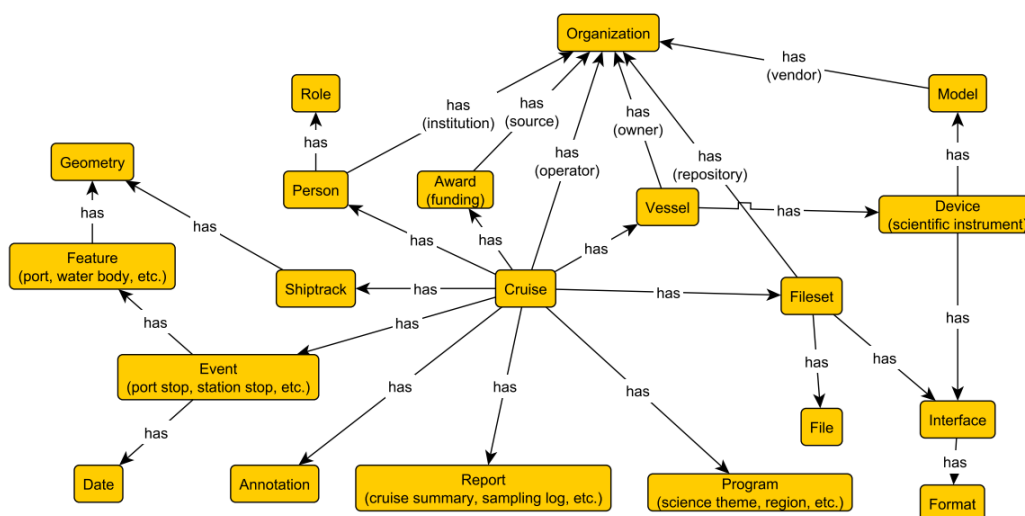 Organization
has
(vendor)
Role
Model
has
(institution)
has
(source)
has
(owner)
has
has
(operator)
has
(repository)
has
Geometry
Person
Award
(funding)
Vessel
has
Device
(scientific instrument)
has
has
has
has
has
Feature
(port, water body, etc.)
Shiptrack
has
Cruise
has
Fileset
has
has
has
has
has
Event
(port stop, station stop, etc.)
has
has
has
has
File
Interface
has
Date
Annotation
Report
(cruise summary, sampling log, etc.)
Program
(science theme, region, etc.)
has
Format